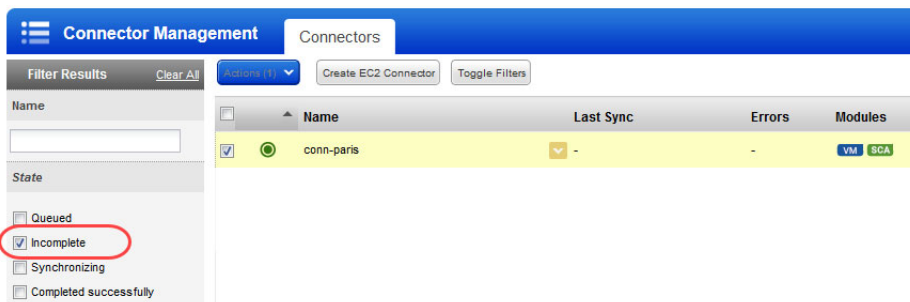 Connector Management
Connectors
Filter Results Clear All
Actions (1) Create EC2 Connector Toggle Filters
Name
Name Last Sync Errors Modules
conn-paris - - VM SCA
State
Queued
Incomplete
Synchronizing
Completed successfully